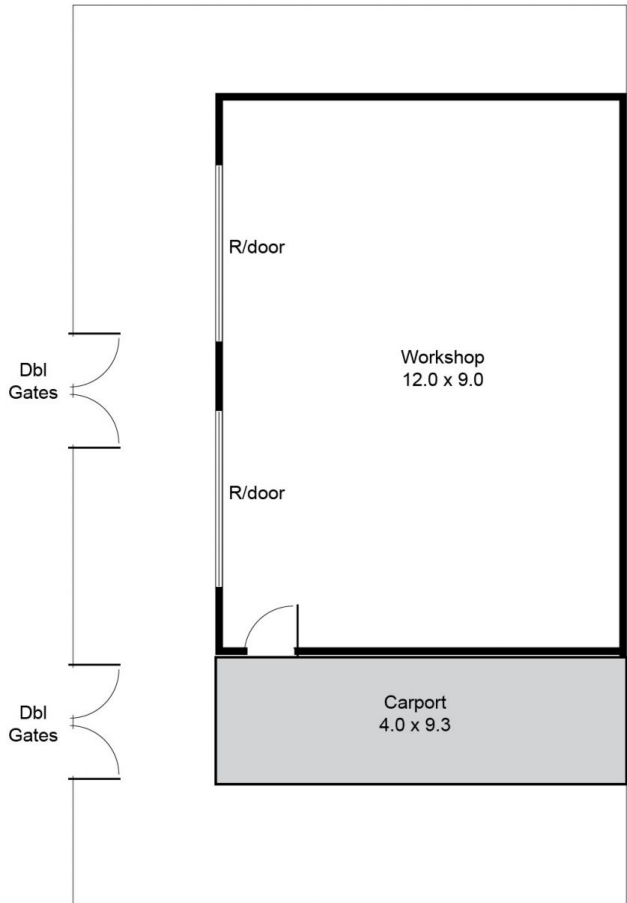 R/door
Dbl
Gates
Workshop
12.0 x 9.0
R/door
Dbl
Gates
Carport
4.0 x 9.3